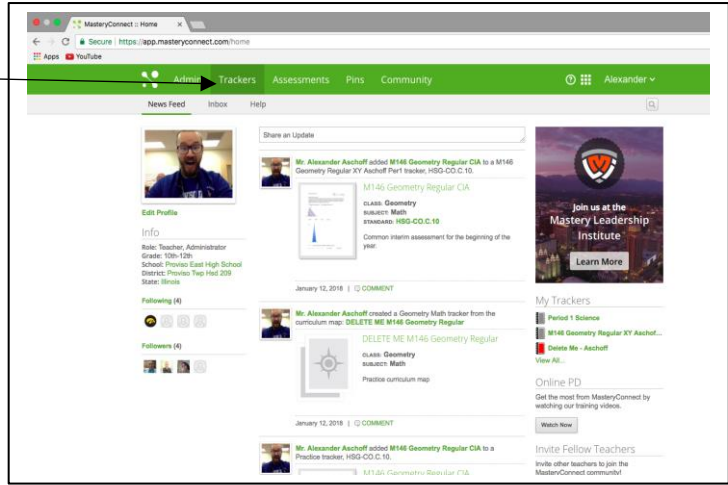 MasteryConnect :: Home
Secure | https://app.masteryconnect.com/home
Apps YouTube
Admin Trackers Assessments Pins Community Alexander
News Feed Inbox Help
Share an Update
Mr. Alexander Aschoff added M146 Geometry Regular CIA to a M146
Geometry Regular XY Aschoff Per1 tracker, HSG-CO.C.10.
M146 Geometry Regular CIA
CLASS: Geometry
SUBJECT: Math
STANDARD: HSG-CO.C.10
Common interim assessment for the beginning of the
year.
January 12, 2018 | COMMENT
Mr. Alexander Aschoff created a Geometry Math tracker from the
curriculum map: DELETE ME M146 Geometry Regular
DELETE ME M146 Geometry Regular
CLASS: Geometry
SUBJECT: Math
Practice curriculum map
January 12, 2018 | COMMENT
Mr. Alexander Aschoff added M146 Geometry Regular CIA to a
Practice tracker, HSG-CO.C.10.
M146 Geometry Regular CIA
Edit Profile
Info
Role: Teacher, Administrator
Grade: 10th-12th
School: Proviso East High School
District: Proviso Twp Hsd 209
State: Illinois
Following (4)
Followers (4)
Join us at the
Mastery Leadership
Institute
Learn More
My Trackers
Period 1 Science
M146 Geometry Regular XY Aschof...
Delete Me - Aschoff
View All...
Online PD
Get the most from MasteryConnect by
watching our training videos.
Watch Now
Invite Fellow Teachers
Invite other teachers to join the
MasteryConnect community!